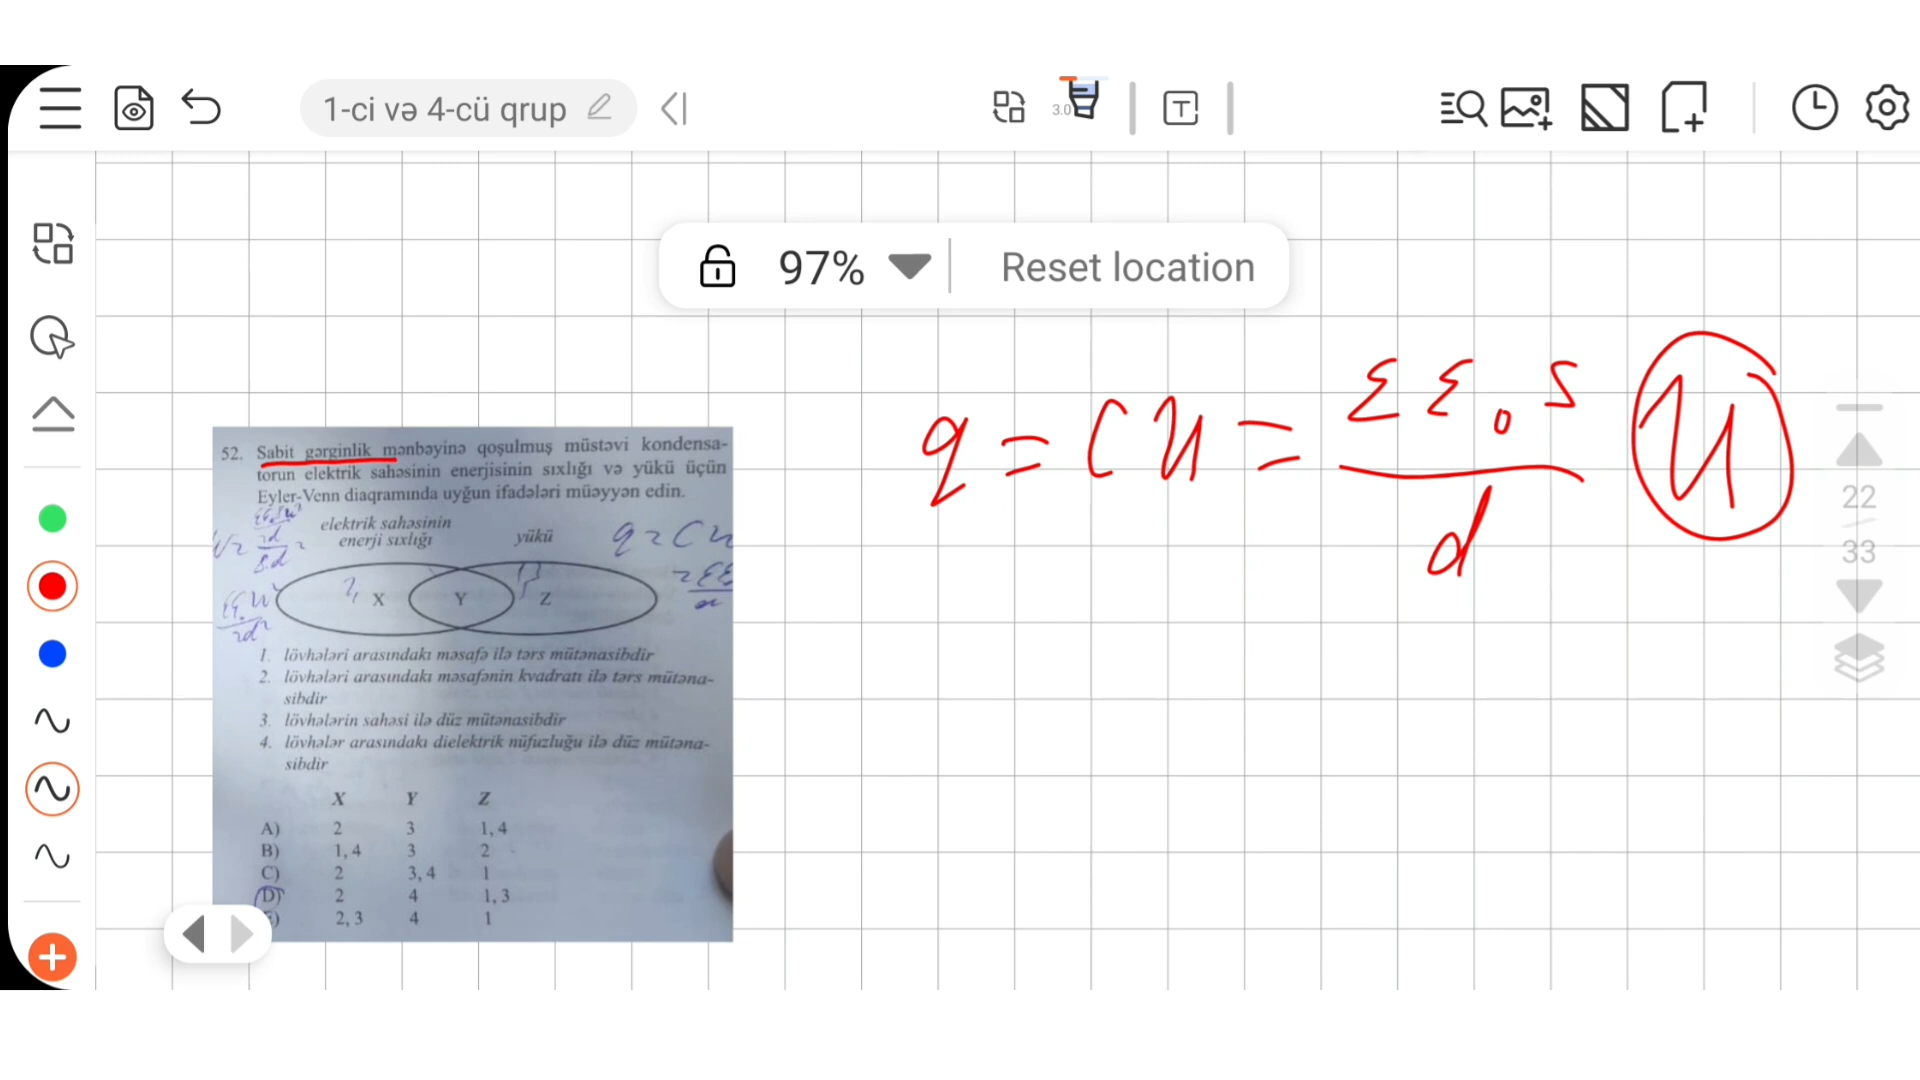 1-ci və 4-cü qrup
3.0
T
97%
Reset location
q = CU = εε₀S U
d
22
33
52. Sabit gərginlik mənbəyinə qoşulmuş müstəvi kondensa-
torun elektrik sahəsinin enerjisinin sıxlığı və yükü üçün
Eyler-Venn diaqramında uyğun ifadələri müəyyən edin.
elektrik sahəsinin
enerji sıxlığı
yükü
q = CU
X Y Z
1. lövhələri arasındakı məsafə ilə tərs mütənasibdir
2. lövhələri arasındakı məsafənin kvadratı ilə tərs mütəna-
sibdir
3. lövhələrin sahəsi ilə düz mütənasibdir
4. lövhələr arasındakı dielektrik nüfuzluğu ilə düz mütəna-
sibdir
X Y Z
A) 2 3 1, 4
B) 1, 4 3 2
C) 2 3, 4 1
D) 2 4 1, 3
2, 3 4 1